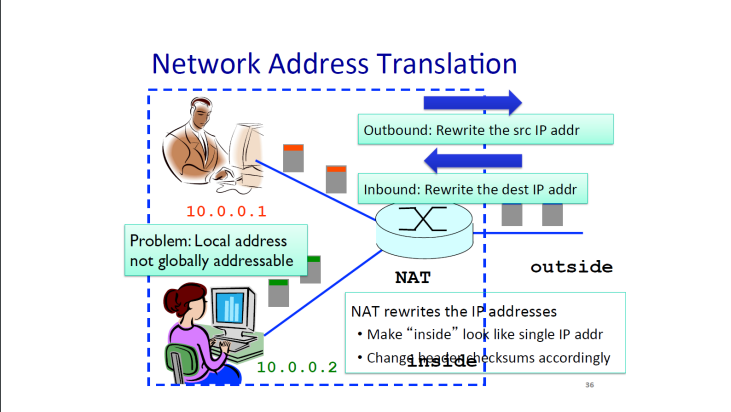 Network Address Translation
Outbound: Rewrite the src IP addr
Inbound: Rewrite the dest IP addr
10.0.0.1
Problem: Local address
not globally addressable
outside
NAT
NAT rewrites the IP addresses
• Make “inside” look like single IP addr
• Change header checksums accordingly
inside
10.0.0.2
36